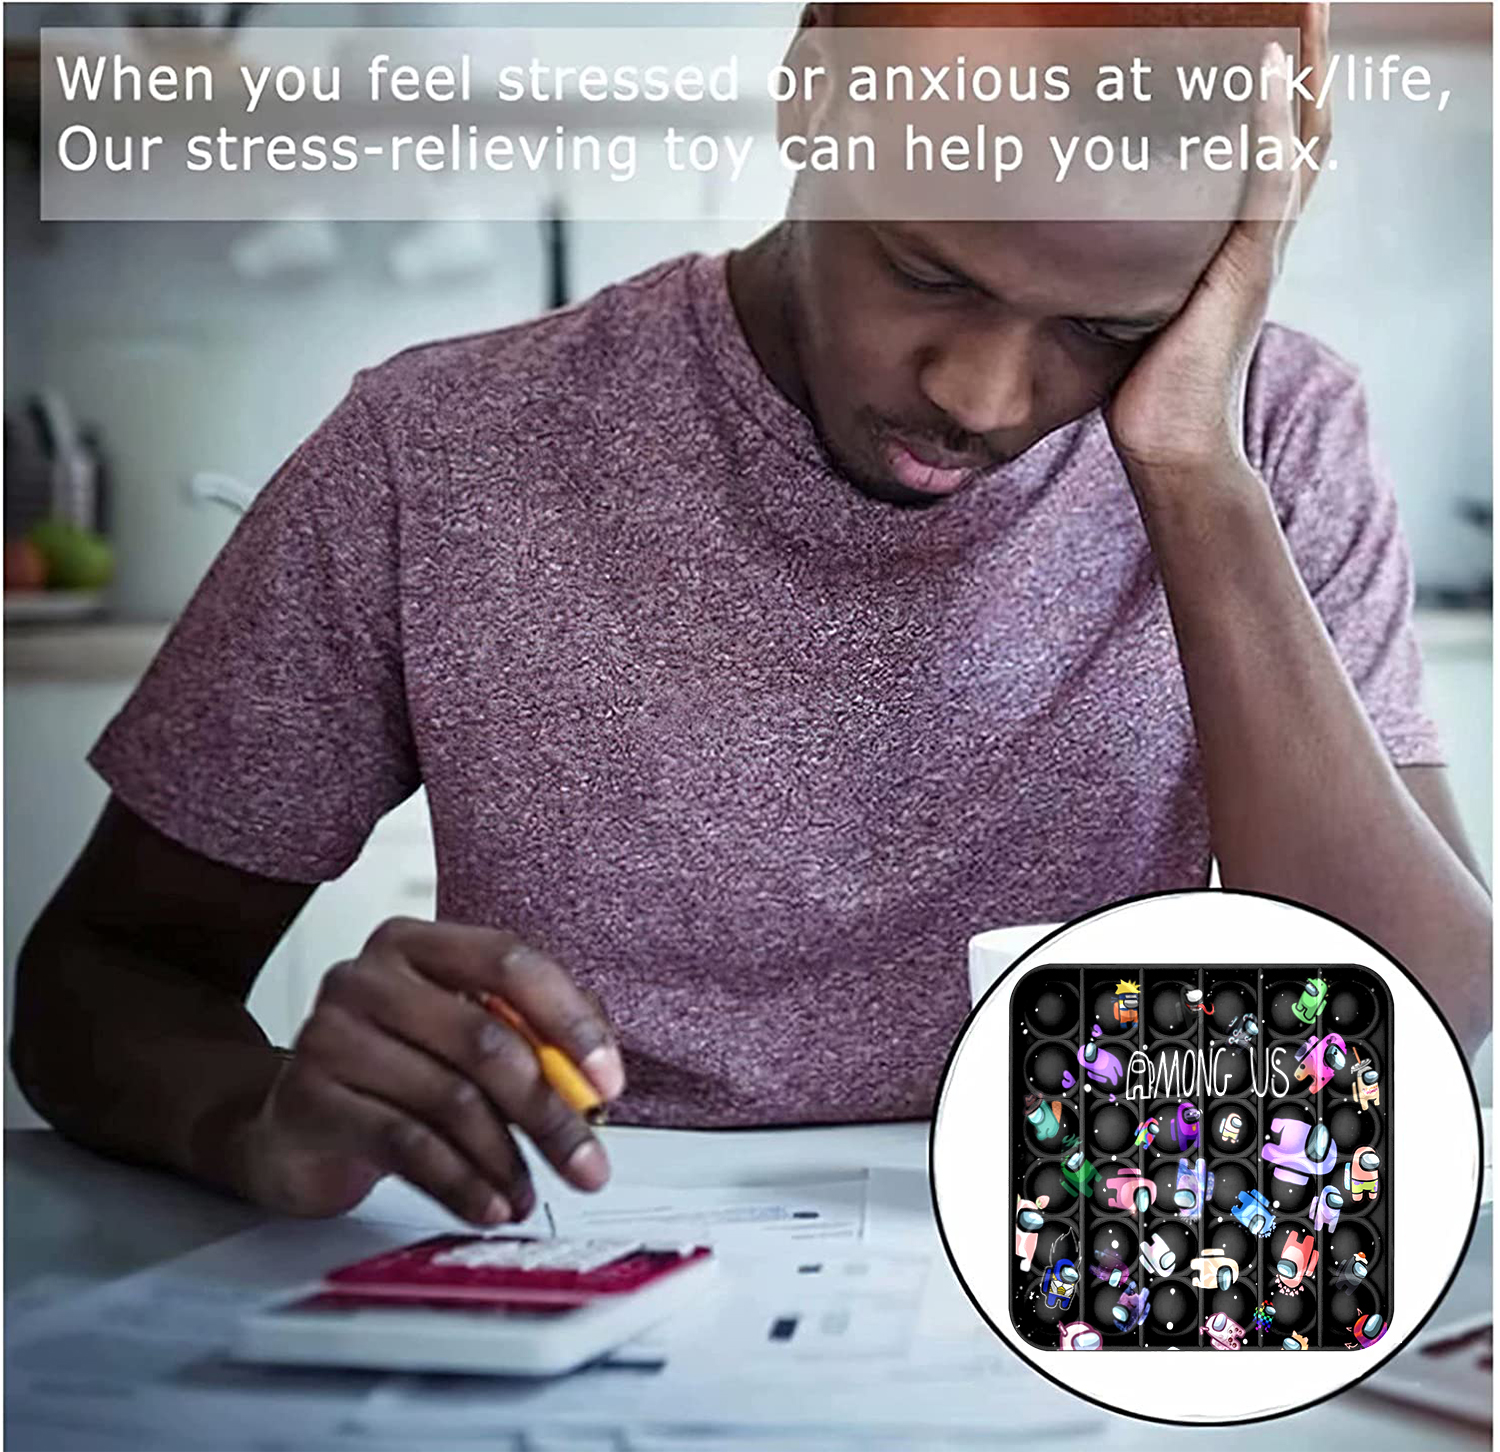 When you feel stressed or anxious at work/life,
Our stress-relieving toy can help you relax.
AMONG US